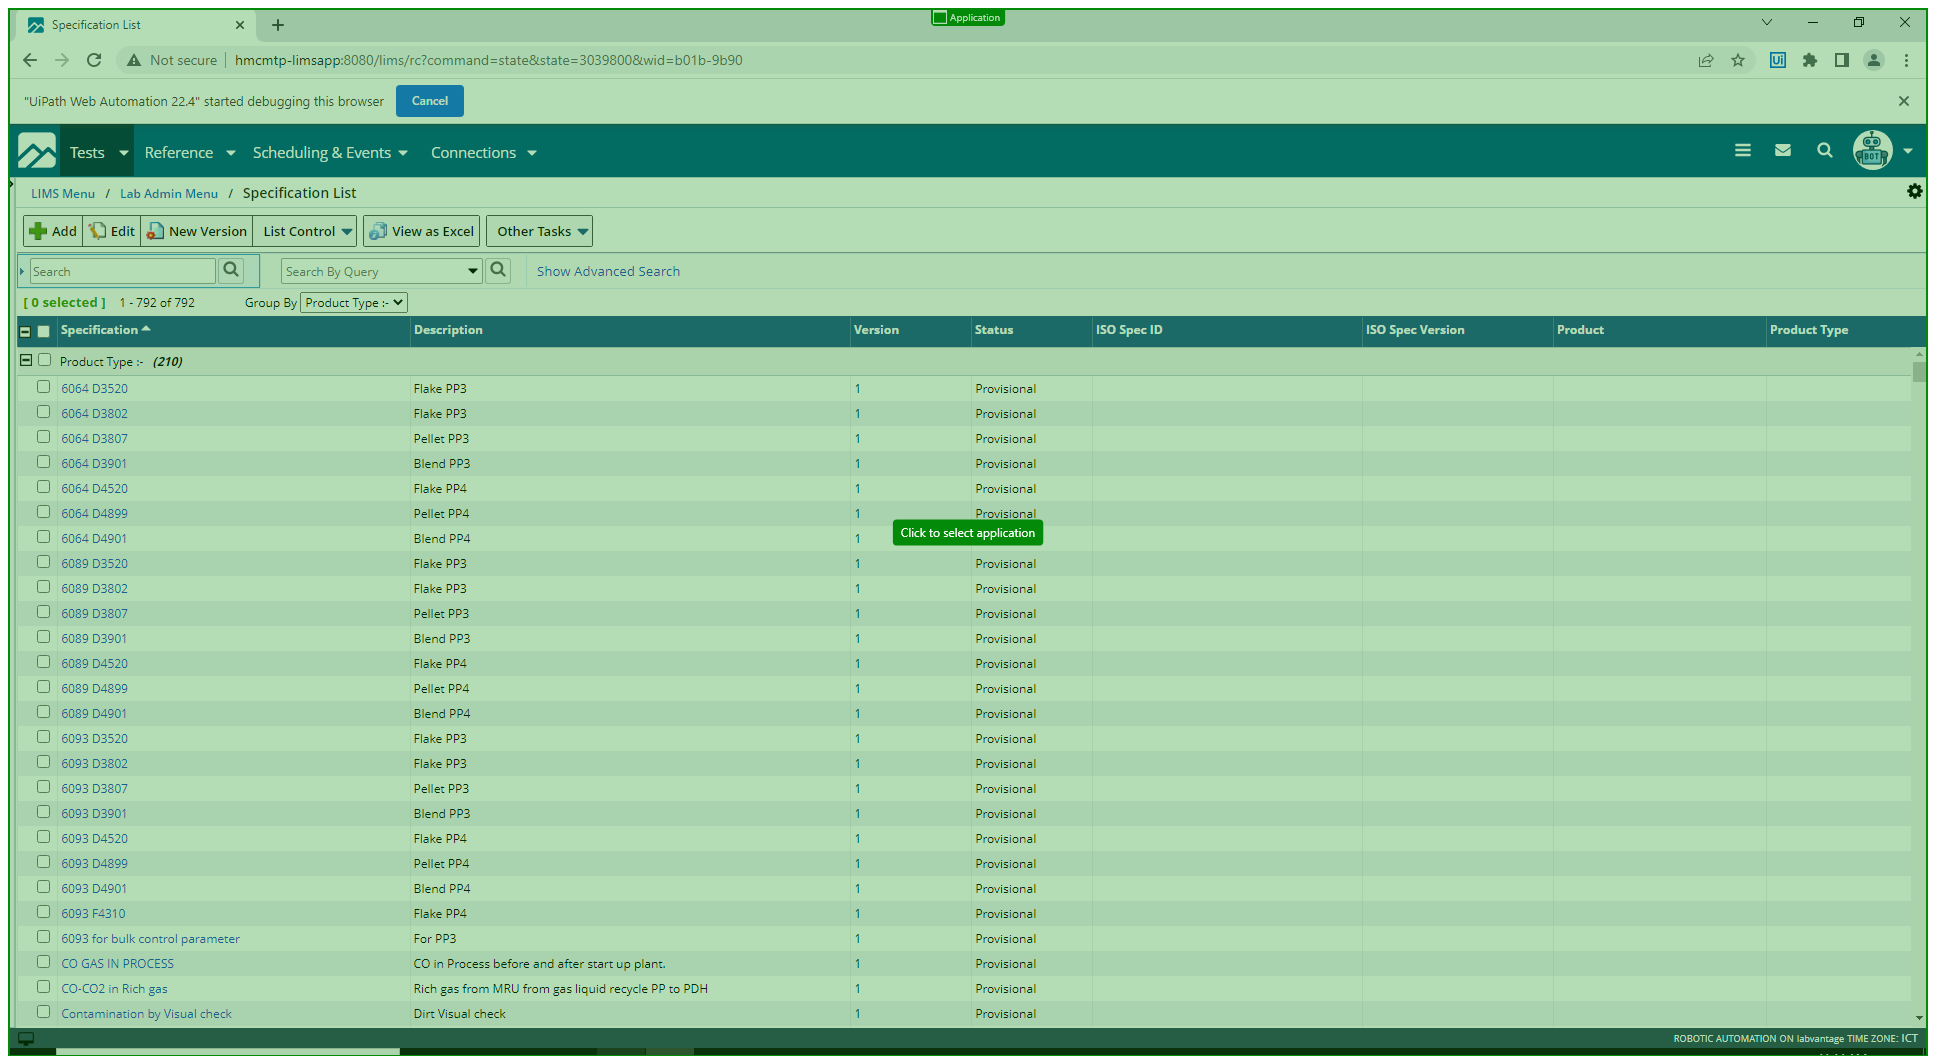 Specification List
Application
Not secure hmcmtp-limsapp:8080/lims/rc?command=state&state=3039800&wid=b01b-9b90
Ui
"UiPath Web Automation 22.4" started debugging this browser Cancel
Tests Reference Scheduling & Events Connections
BOT
LIMS Menu / Lab Admin Menu / Specification List
Add Edit New Version List Control View as Excel Other Tasks
Search Search By Query Show Advanced Search
[ 0 selected ] 1 - 792 of 792 Group By Product Type :-
Specification Description Version Status ISO Spec ID ISO Spec Version Product Product Type
Product Type :- (210)
6064 D3520 Flake PP3 1 Provisional
6064 D3802 Flake PP3 1 Provisional
6064 D3807 Pellet PP3 1 Provisional
6064 D3901 Blend PP3 1 Provisional
6064 D4520 Flake PP4 1 Provisional
6064 D4899 Pellet PP4 1 Provisional
6064 D4901 Blend PP4 1
Click to select application
6089 D3520 Flake PP3 1 Provisional
6089 D3802 Flake PP3 1 Provisional
6089 D3807 Pellet PP3 1 Provisional
6089 D3901 Blend PP3 1 Provisional
6089 D4520 Flake PP4 1 Provisional
6089 D4899 Pellet PP4 1 Provisional
6089 D4901 Blend PP4 1 Provisional
6093 D3520 Flake PP3 1 Provisional
6093 D3802 Flake PP3 1 Provisional
6093 D3807 Pellet PP3 1 Provisional
6093 D3901 Blend PP3 1 Provisional
6093 D4520 Flake PP4 1 Provisional
6093 D4899 Pellet PP4 1 Provisional
6093 D4901 Blend PP4 1 Provisional
6093 F4310 Flake PP4 1 Provisional
6093 for bulk control parameter For PP3 1 Provisional
CO GAS IN PROCESS CO in Process before and after start up plant. 1 Provisional
CO-CO2 in Rich gas Rich gas from MRU from gas liquid recycle PP to PDH 1 Provisional
Contamination by Visual check Dirt Visual check 1 Provisional
ROBOTIC AUTOMATION ON labvantage TIME ZONE: ICT